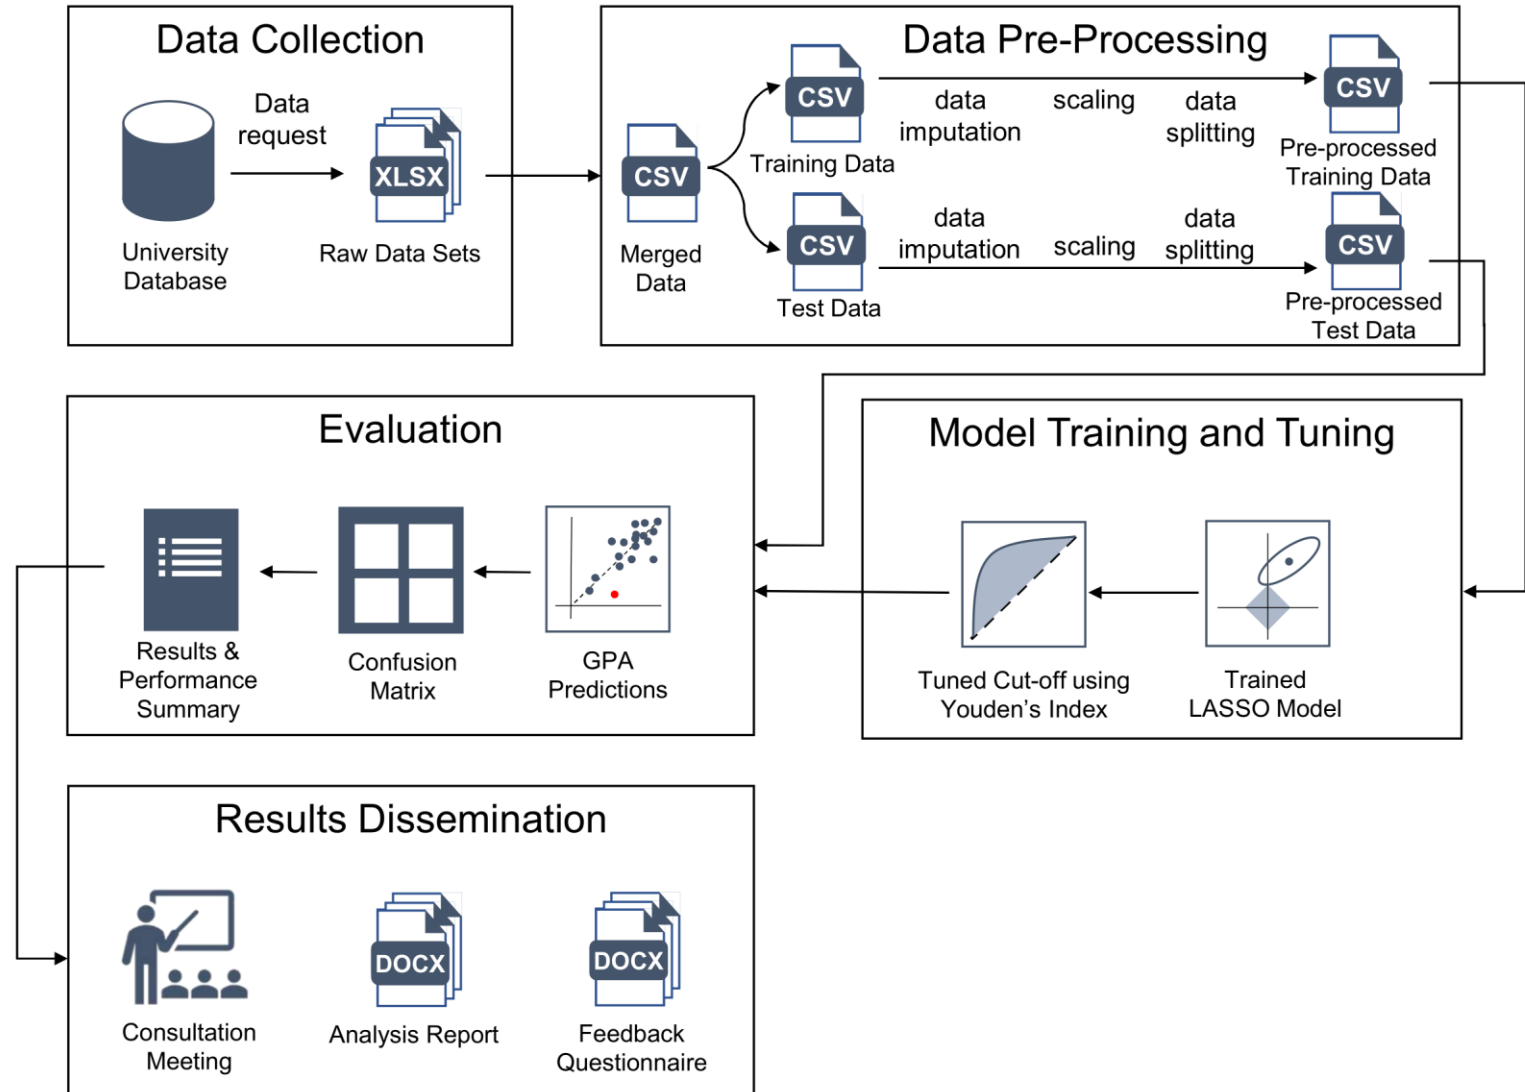 Data Collection
Data
request
XLSX
University
Database
Raw Data Sets
Data Pre-Processing
CSV
Merged
Data
CSV
Training Data
data
imputation
scaling
data
splitting
CSV
Pre-processed
Training Data
CSV
Test Data
data
imputation
scaling
data
splitting
CSV
Pre-processed
Test Data
Evaluation
Results &
Performance
Summary
Confusion
Matrix
GPA
Predictions
Model Training and Tuning
Tuned Cut-off using
Youden’s Index
Trained
LASSO Model
Results Dissemination
Consultation
Meeting
DOCX
Analysis Report
DOCX
Feedback
Questionnaire